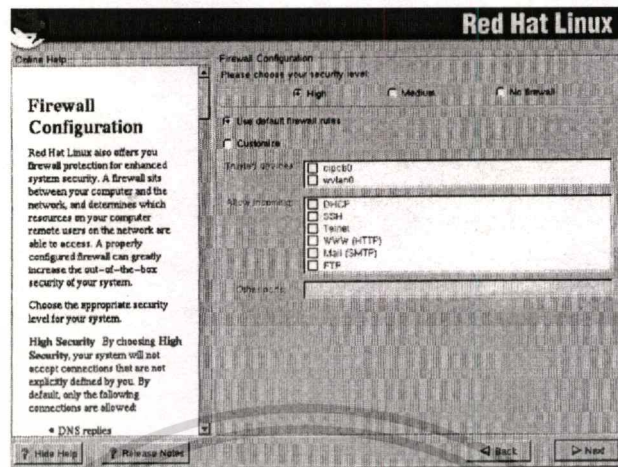 Red Hat Linux
Online Help
Firewall
Configuration
Red Hat Linux also offers you
firewall protection for enhanced
system security. A firewall sits
between your computer and the
network, and determines which
resources on your computer
remote users on the network are
able to access. A properly
configured firewall can greatly
increase the out-of-the-box
security of your system.
Choose the appropriate security
level for your system.
High Security By choosing High
Security, your system will not
accept connections that are not
explicitly defined by you. By
default, only the following
connections are allowed:
• DNS replies
Firewall Configuration
Please choose your security level:
High Medium No firewall
Use default firewall rules
Customize
Trusted devices:
cipcb0
wvlan0
Allow incoming:
DHCP
SSH
Telnet
WWW (HTTP)
Mail (SMTP)
FTP
Other ports:
? Hide Help ? Release Notes Back Next